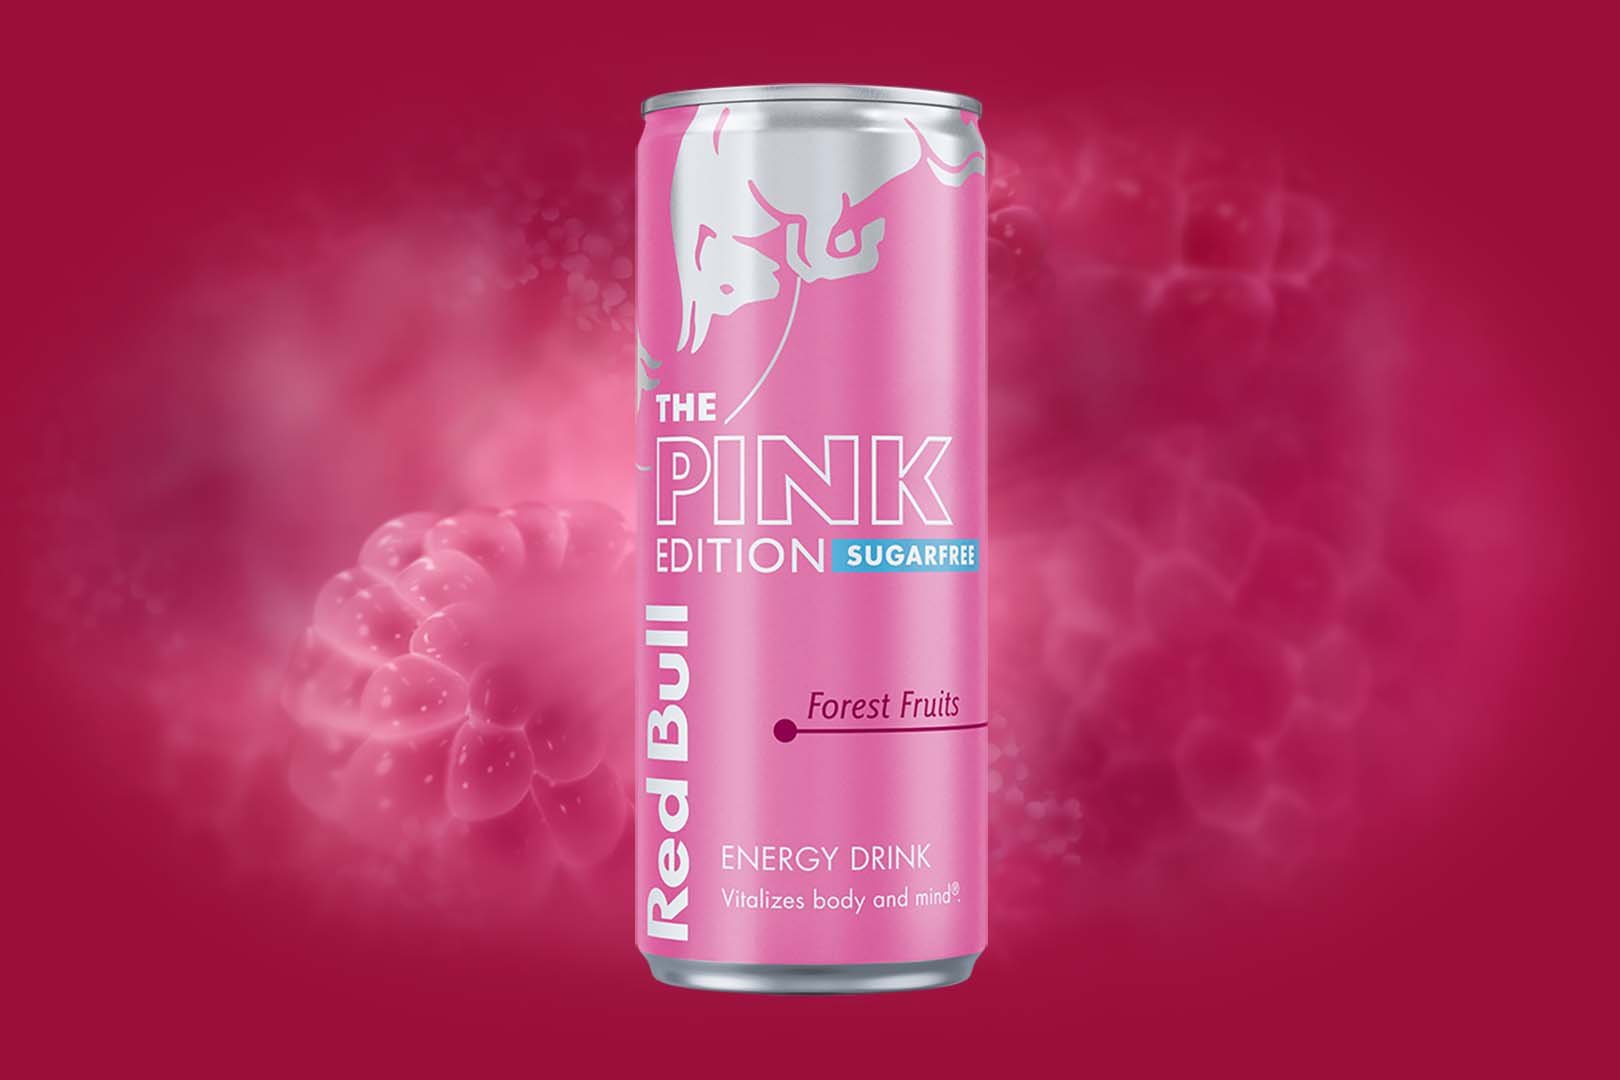 THE
PINK
EDITION SUGARFREE
Red Bull
Forest Fruits
ENERGY DRINK
Vitalizes body and mind®.